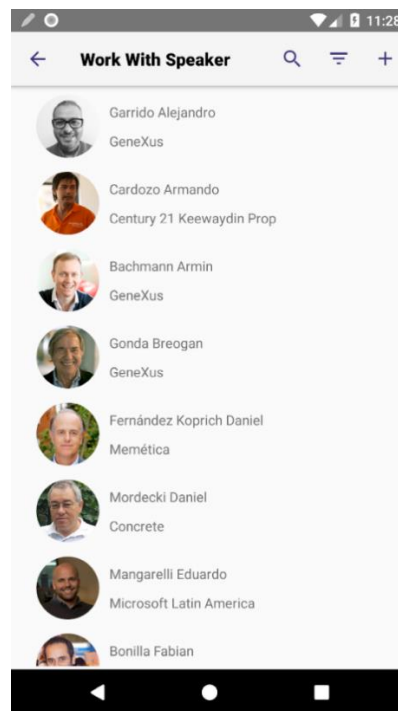 11:28
Work With Speaker
Garrido Alejandro
GeneXus
Cardozo Armando
Century 21 Keewaydin Prop
Bachmann Armin
GeneXus
Gonda Breogan
GeneXus
Fernández Koprich Daniel
Memética
Mordecki Daniel
Concrete
Mangarelli Eduardo
Microsoft Latin America
Bonilla Fabian